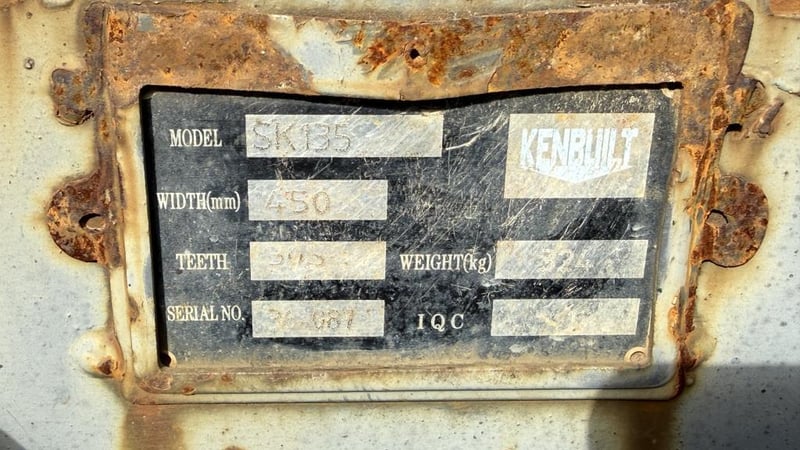 MODEL SK135
KENBUILT
WIDTH(mm) 450
TEETH
WEIGHT(kg)
SERIAL NO.
IQC